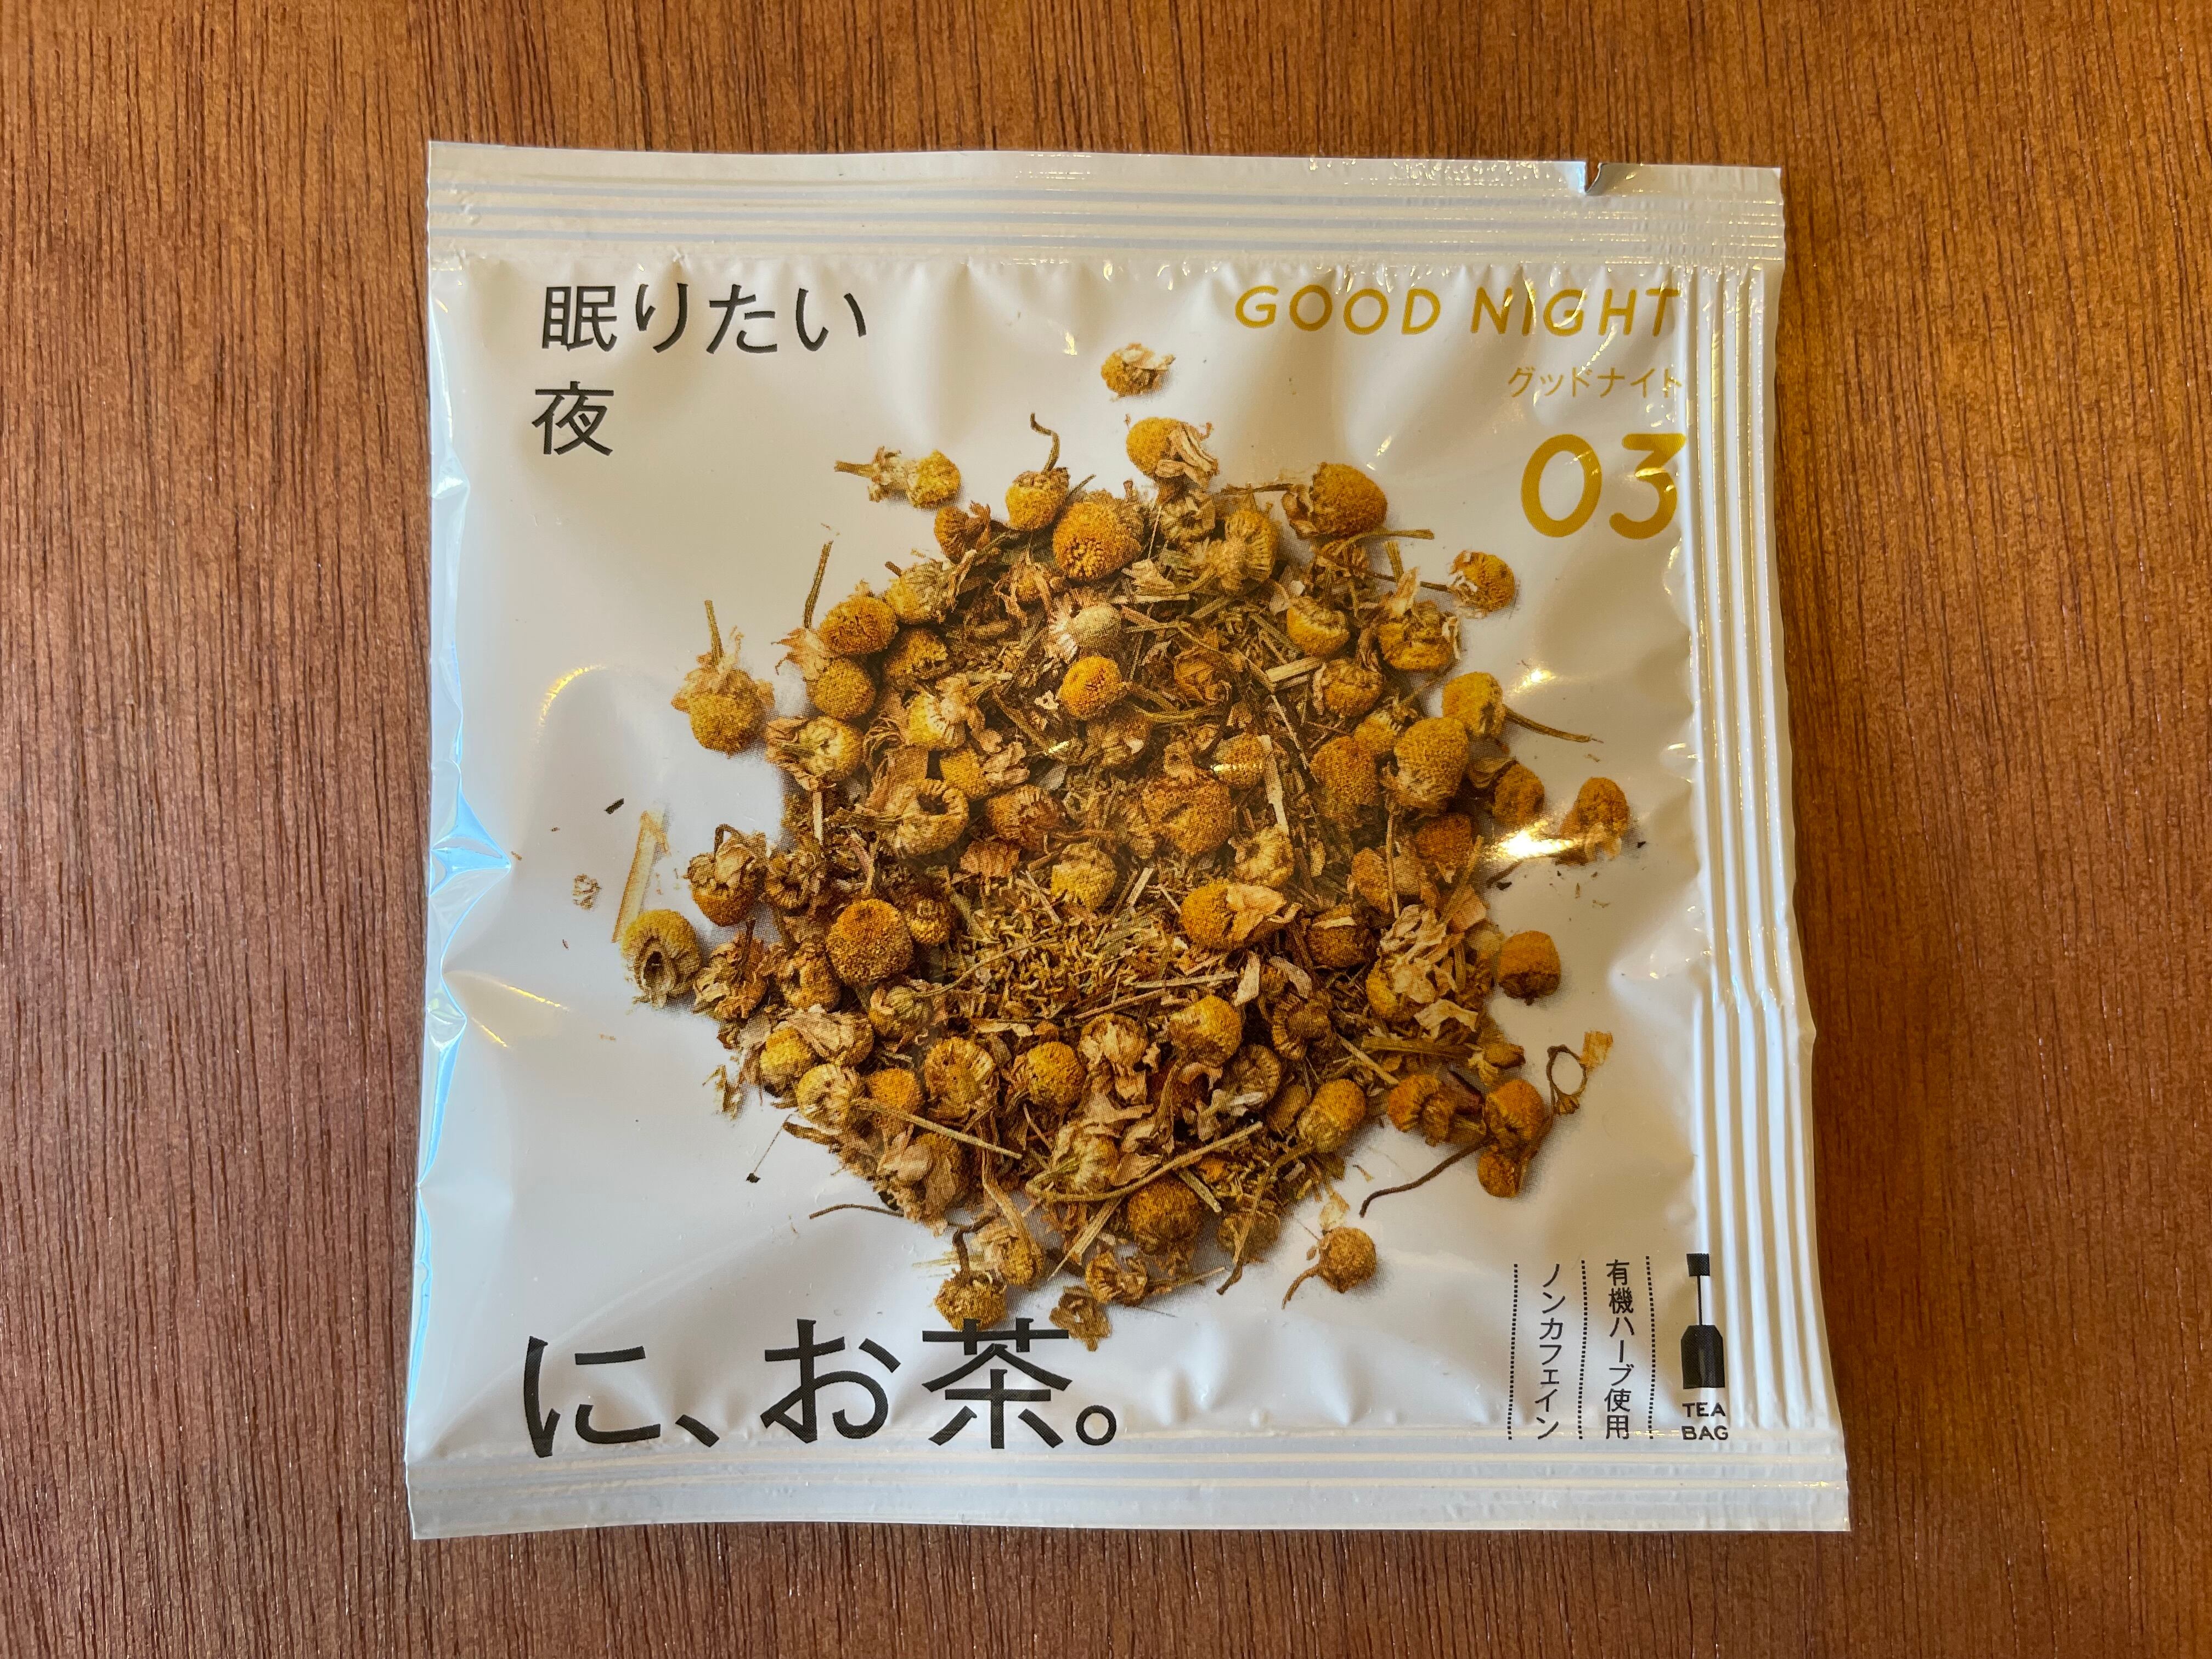 眠りたい
夜
GOOD NIGHT
グッドナイト
03
に、お茶。
有機ハーブ使用
ノンカフェイン
TEA
BAG